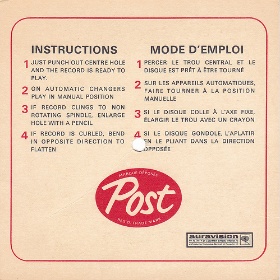 INSTRUCTIONS
1 JUST PUNCH OUT CENTRE HOLE
AND THE RECORD IS READY TO
PLAY.
2 ON AUTOMATIC CHANGERS
PLAY IN MANUAL POSITION
3 IF RECORD CLINGS TO NON
ROTATING SPINDLE, ENLARGE
HOLE WITH A PENCIL.
4 IF RECORD IS CURLED, BEND
IN OPPOSITE DIRECTION TO
FLATTEN
MODE D'EMPLOI
1 PERCER LE TROU CENTRAL ET LE
DISQUE EST PRÊT A ÊTRE TOURNÉ
2 SUR LES APPAREILS AUTOMATIQUES,
FAIRE TOURNER A LA POSITION
MANUELLE
3 SI LE DISQUE COLLE À L'AXE FIXE,
ÉLARGIR LE TROU AVEC UN CRAYON
4 SI LE DISQUE GONDOLE, L'APLATIR
EN LE PLIANT DANS LA DIRECTION
OPPOSÉE
Post
auravision